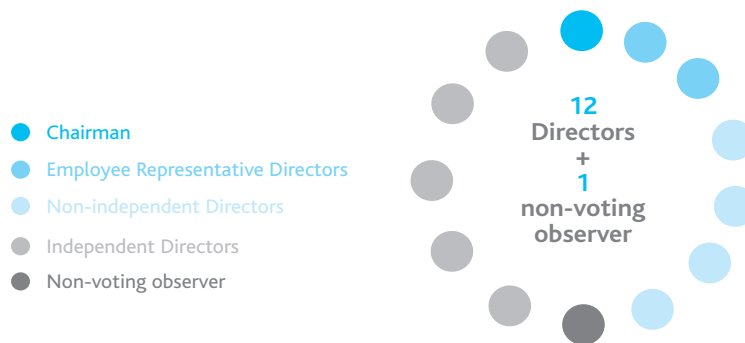 Chairman
Employee Representative Directors
Non-independent Directors
Independent Directors
Non-voting observer
12
Directors
+
1
non-voting
observer